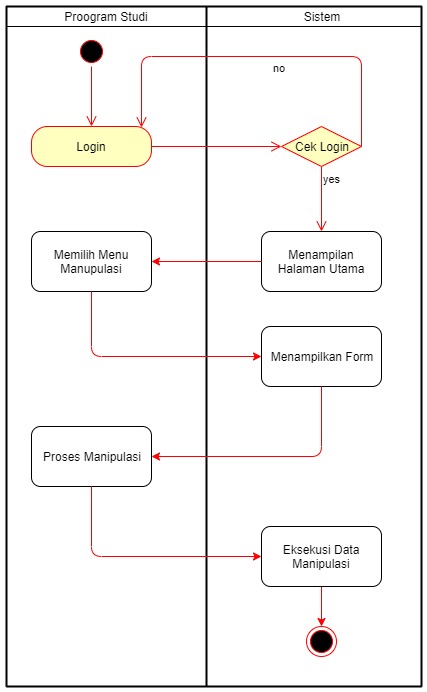 Proogram Studi
Sistem
no
Login
Cek Login
yes
Memilih Menu
Manupulasi
Menampilan
Halaman Utama
Menampilkan Form
Proses Manipulasi
Eksekusi Data
Manipulasi